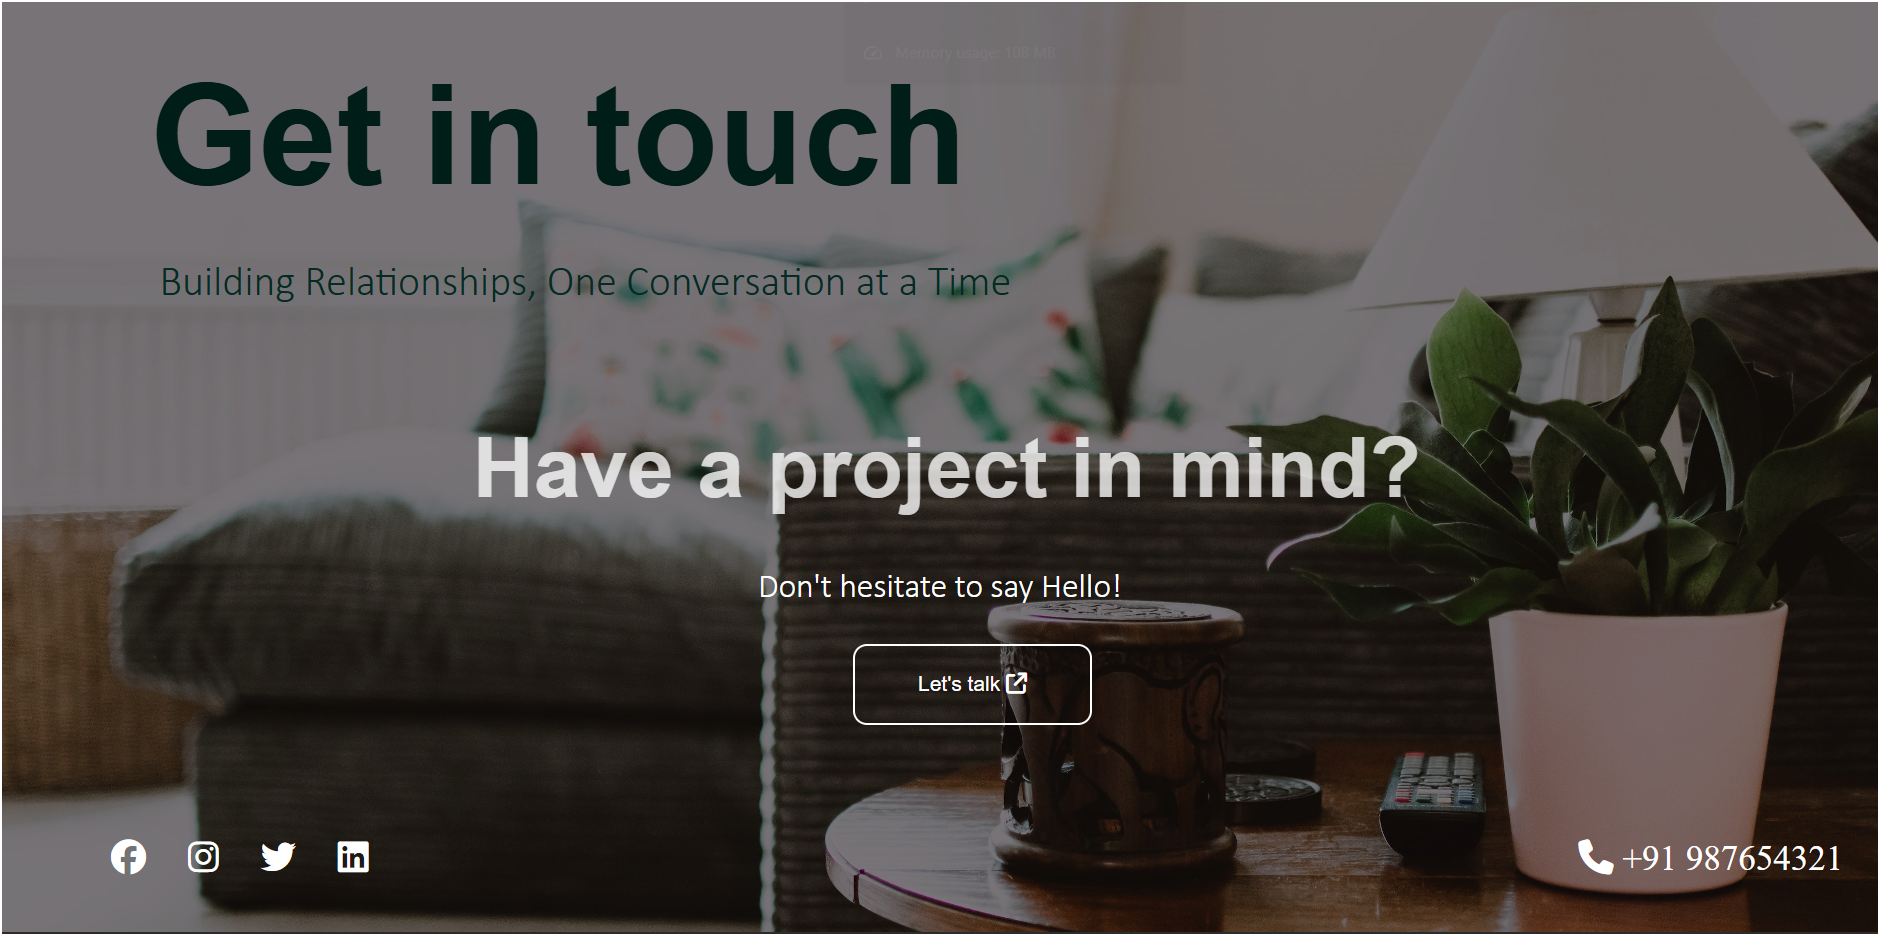 Memory usage: 108 MB
Get in touch
Building Relationships, One Conversation at a Time
Have a project in mind?
Don't hesitate to say Hello!
Let's talk
+91 987654321